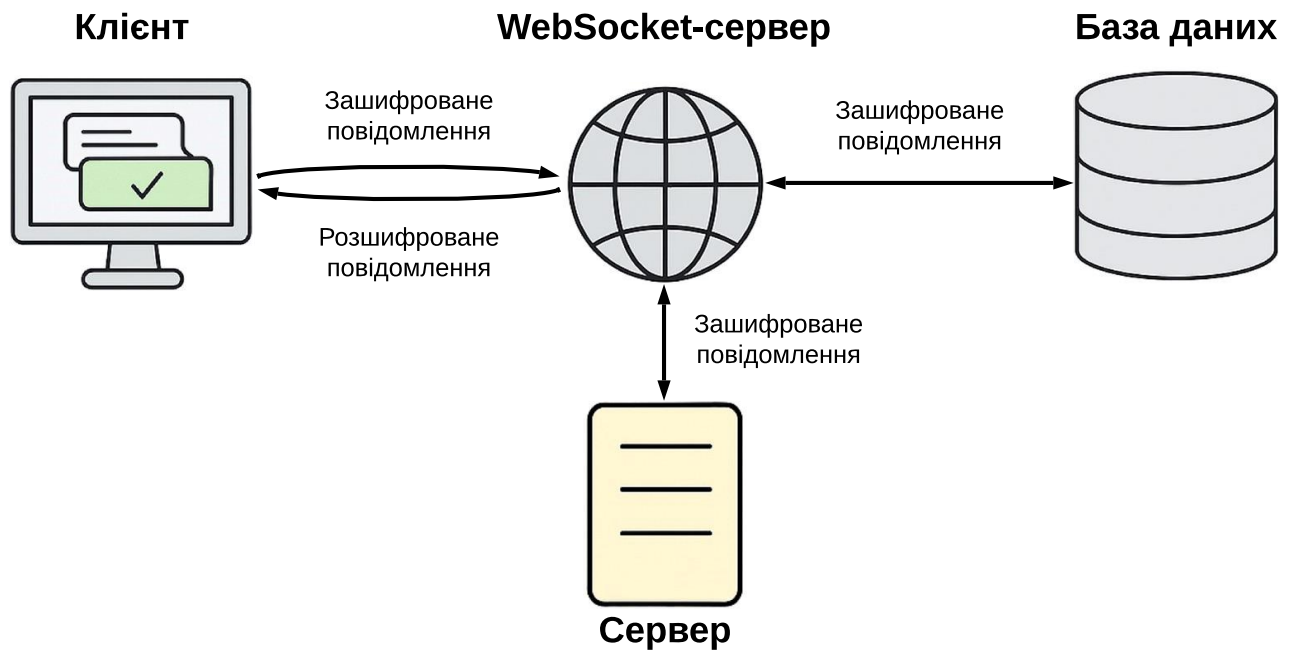 Клієнт
WebSocket-сервер
База даних
Зашифроване
повідомлення
Зашифроване
повідомлення
Розшифроване
повідомлення
Зашифроване
повідомлення
Сервер